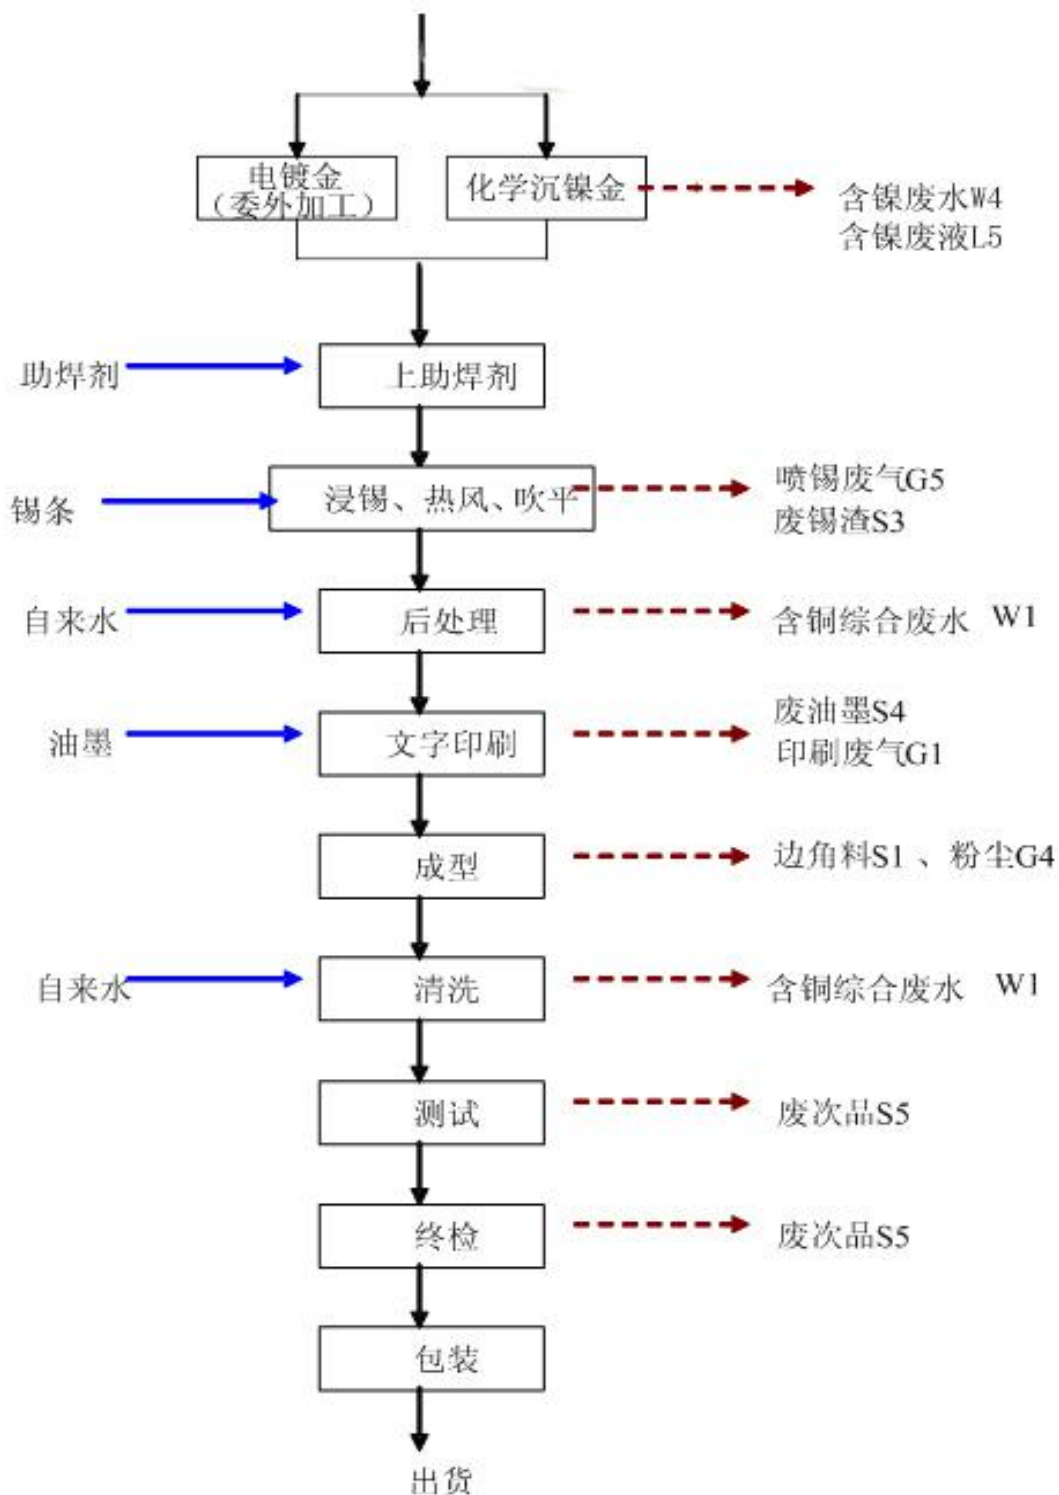 电镀金
（委外加工）
化学沉镍金
含镍废水W4
含镍废液L5
助焊剂
上助焊剂
锡条
浸锡、热风、吹平
喷锡废气G5
废锡渣S3
自来水
后处理
含铜综合废水 W1
油墨
文字印刷
废油墨S4
印刷废气G1
成型
边角料S1、粉尘G4
自来水
清洗
含铜综合废水 W1
测试
废次品S5
终检
废次品S5
包装
出货